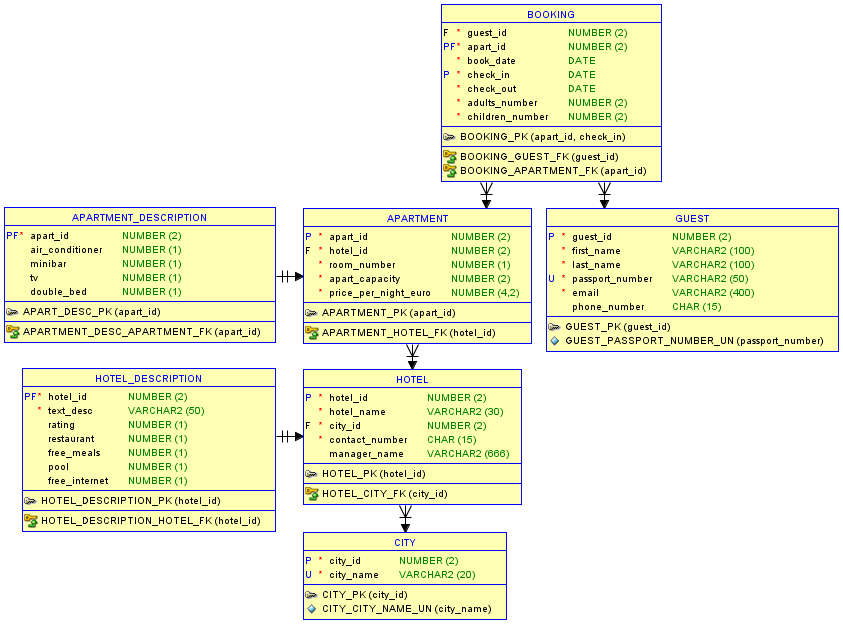 BOOKING
F * guest_id NUMBER (2)
PF* apart_id NUMBER (2)
* book_date DATE
P * check_in DATE
* check_out DATE
* adults_number NUMBER (2)
* children_number NUMBER (2)
BOOKING_PK (apart_id, check_in)
BOOKING_GUEST_FK (guest_id)
BOOKING_APARTMENT_FK (apart_id)
APARTMENT_DESCRIPTION
PF* apart_id NUMBER (2)
air_conditioner NUMBER (1)
minibar NUMBER (1)
tv NUMBER (1)
double_bed NUMBER (1)
APART_DESC_PK (apart_id)
APARTMENT_DESC_APARTMENT_FK (apart_id)
APARTMENT
P * apart_id NUMBER (2)
F * hotel_id NUMBER (2)
* room_number NUMBER (1)
* apart_capacity NUMBER (2)
* price_per_night_euro NUMBER (4,2)
APARTMENT_PK (apart_id)
APARTMENT_HOTEL_FK (hotel_id)
GUEST
P * guest_id NUMBER (2)
* first_name VARCHAR2 (100)
* last_name VARCHAR2 (100)
U * passport_number VARCHAR2 (50)
* email VARCHAR2 (400)
phone_number CHAR (15)
GUEST_PK (guest_id)
GUEST_PASSPORT_NUMBER_UN (passport_number)
HOTEL_DESCRIPTION
PF* hotel_id NUMBER (2)
* text_desc VARCHAR2 (50)
rating NUMBER (1)
restaurant NUMBER (1)
free_meals NUMBER (1)
pool NUMBER (1)
free_internet NUMBER (1)
HOTEL_DESCRIPTION_PK (hotel_id)
HOTEL_DESCRIPTION_HOTEL_FK (hotel_id)
HOTEL
P * hotel_id NUMBER (2)
* hotel_name VARCHAR2 (30)
F * city_id NUMBER (2)
* contact_number CHAR (15)
manager_name VARCHAR2 (666)
HOTEL_PK (hotel_id)
HOTEL_CITY_FK (city_id)
CITY
P * city_id NUMBER (2)
U * city_name VARCHAR2 (20)
CITY_PK (city_id)
CITY_CITY_NAME_UN (city_name)